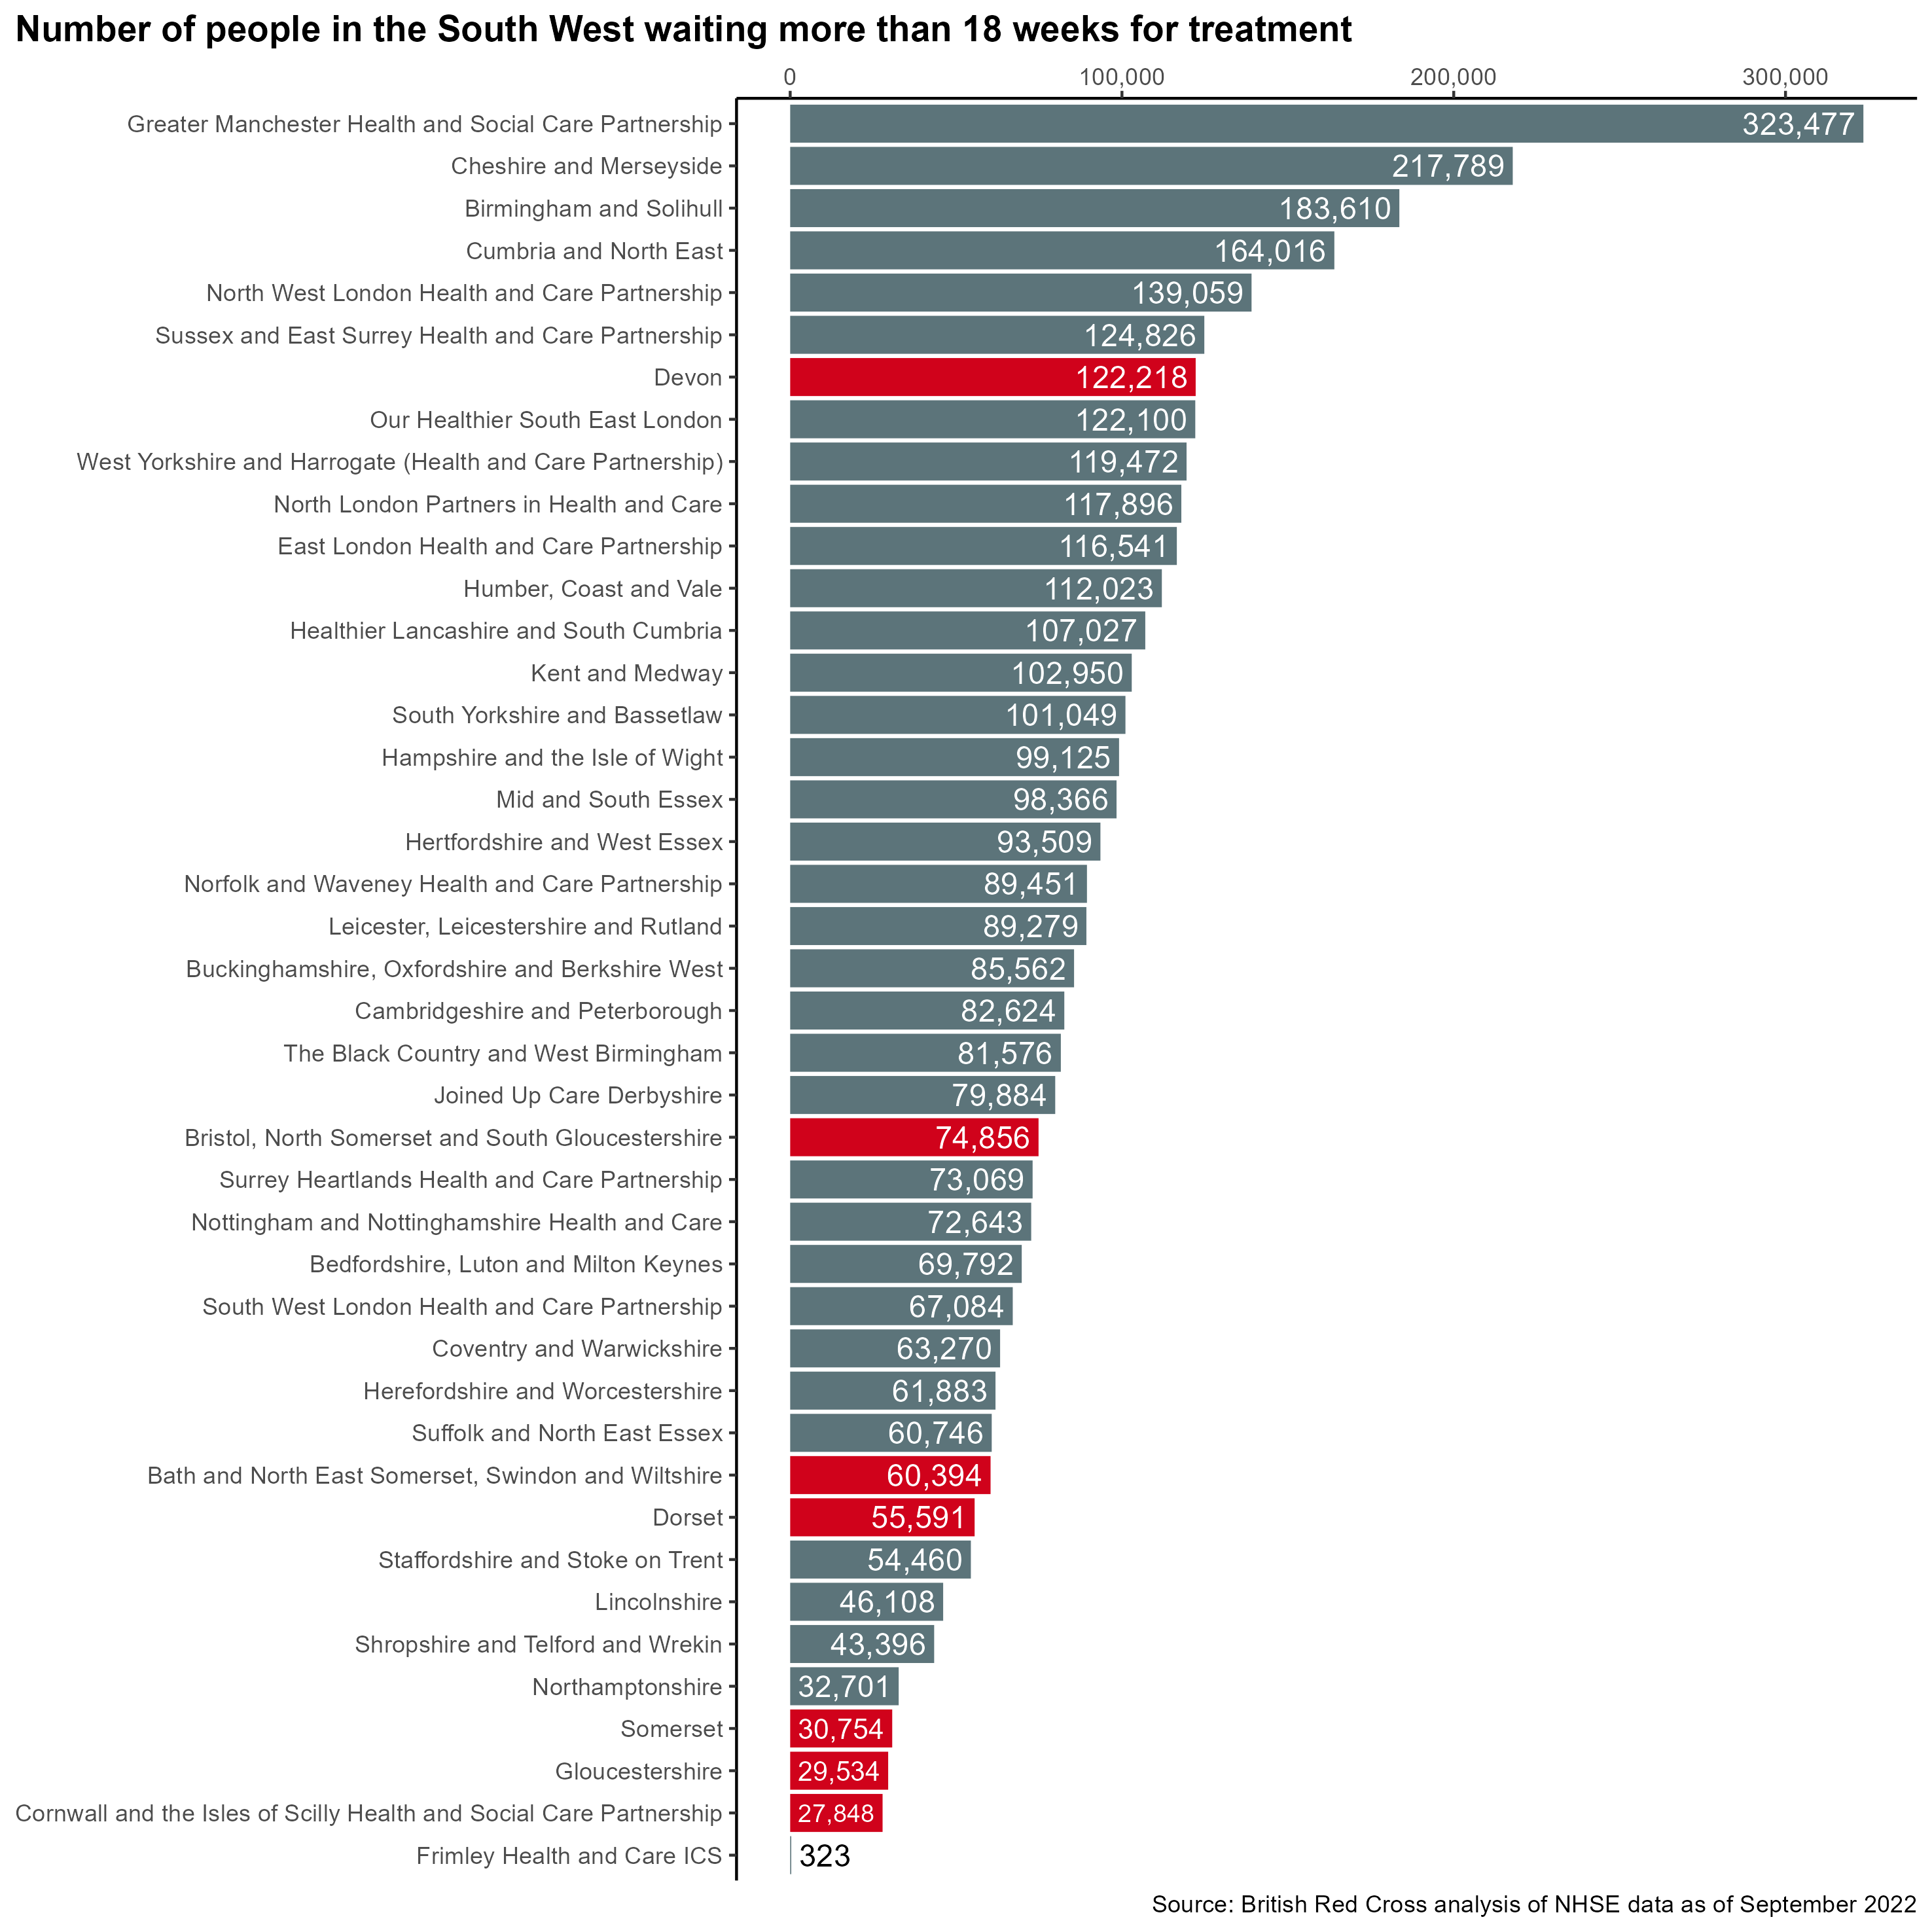 Number of people in the South West waiting more than 18 weeks for treatment
0 100,000 200,000 300,000
Greater Manchester Health and Social Care Partnership 323,477
Cheshire and Merseyside 217,789
Birmingham and Solihull 183,610
Cumbria and North East 164,016
North West London Health and Care Partnership 139,059
Sussex and East Surrey Health and Care Partnership 124,826
Devon 122,218
Our Healthier South East London 122,100
West Yorkshire and Harrogate (Health and Care Partnership) 119,472
North London Partners in Health and Care 117,896
East London Health and Care Partnership 116,541
Humber, Coast and Vale 112,023
Healthier Lancashire and South Cumbria 107,027
Kent and Medway 102,950
South Yorkshire and Bassetlaw 101,049
Hampshire and the Isle of Wight 99,125
Mid and South Essex 98,366
Hertfordshire and West Essex 93,509
Norfolk and Waveney Health and Care Partnership 89,451
Leicester, Leicestershire and Rutland 89,279
Buckinghamshire, Oxfordshire and Berkshire West 85,562
Cambridgeshire and Peterborough 82,624
The Black Country and West Birmingham 81,576
Joined Up Care Derbyshire 79,884
Bristol, North Somerset and South Gloucestershire 74,856
Surrey Heartlands Health and Care Partnership 73,069
Nottingham and Nottinghamshire Health and Care 72,643
Bedfordshire, Luton and Milton Keynes 69,792
South West London Health and Care Partnership 67,084
Coventry and Warwickshire 63,270
Herefordshire and Worcestershire 61,883
Suffolk and North East Essex 60,746
Bath and North East Somerset, Swindon and Wiltshire 60,394
Dorset 55,591
Staffordshire and Stoke on Trent 54,460
Lincolnshire 46,108
Shropshire and Telford and Wrekin 43,396
Northamptonshire 32,701
Somerset 30,754
Gloucestershire 29,534
Cornwall and the Isles of Scilly Health and Social Care Partnership 27,848
Frimley Health and Care ICS 323
Source: British Red Cross analysis of NHSE data as of September 2022